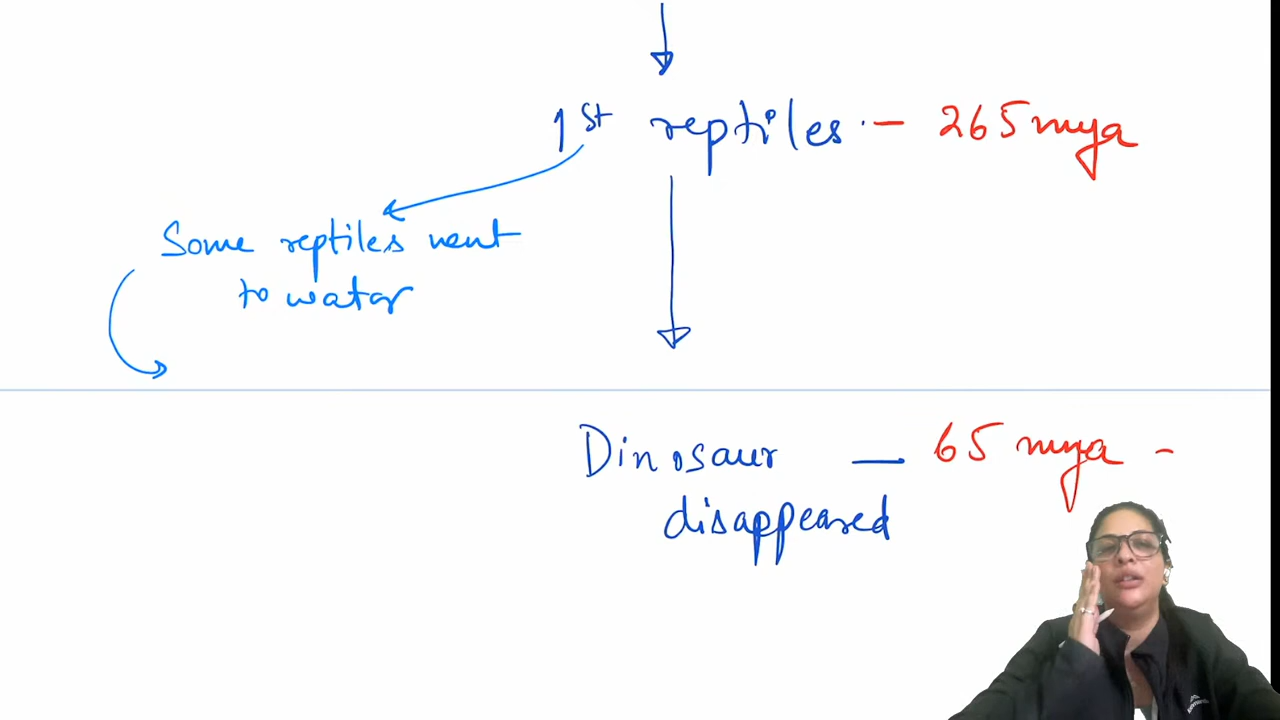 1st reptiles - 265 mya
Some reptiles went
to water
Dinosaur - 65 mya -
disappeared